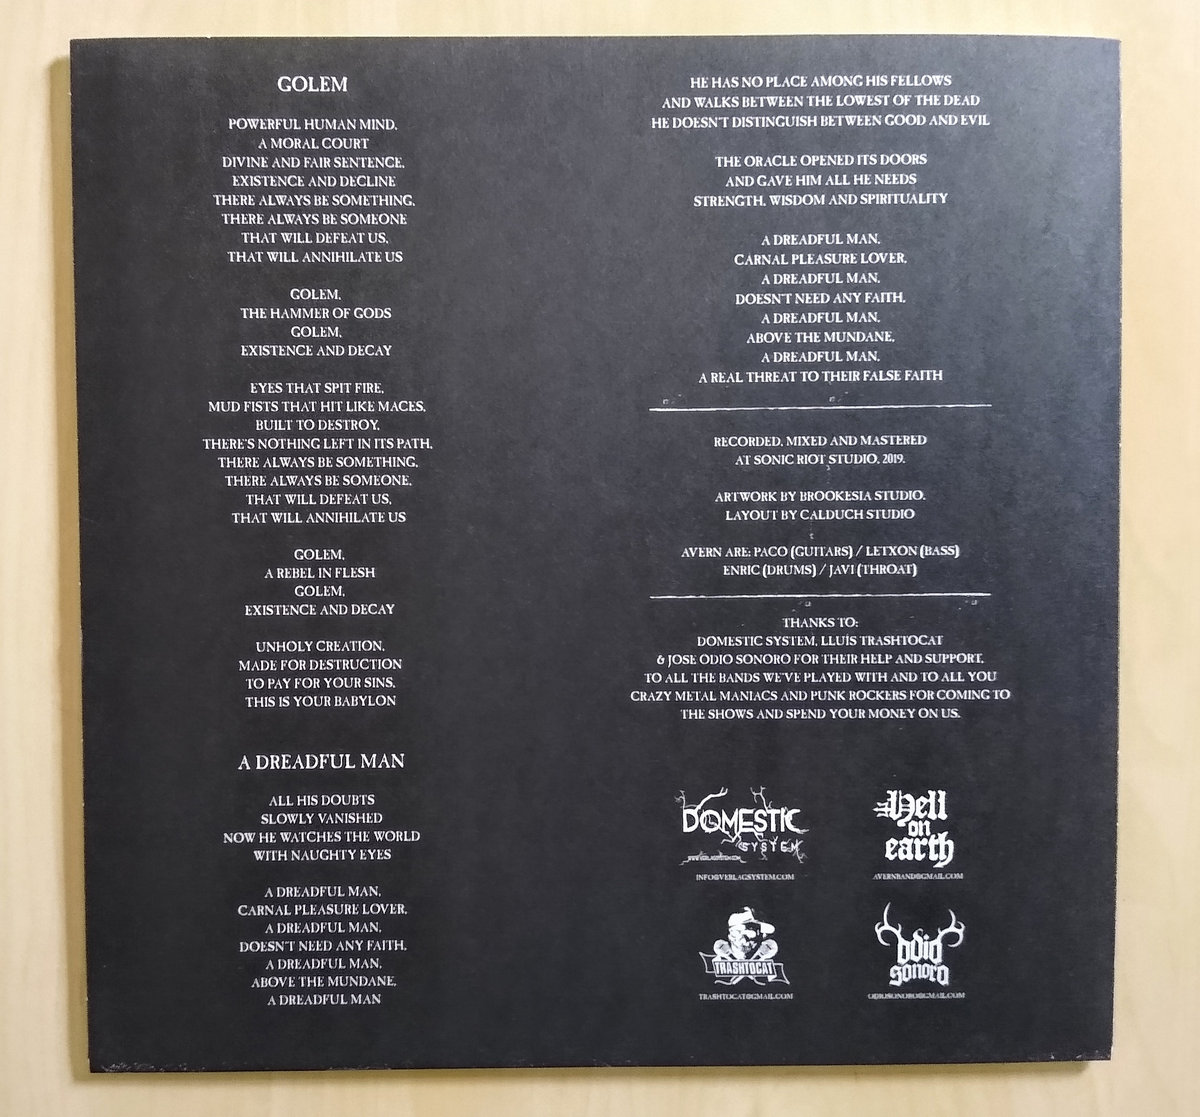 GOLEM
POWERFUL HUMAN MIND,
A MORAL COURT
DIVINE AND FAIR SENTENCE,
EXISTENCE AND DECLINE
THERE ALWAYS BE SOMETHING,
THERE ALWAYS BE SOMEONE
THAT WILL DEFEAT US,
THAT WILL ANNIHILATE US
GOLEM,
THE HAMMER OF GODS
GOLEM,
EXISTENCE AND DECAY
EYES THAT SPIT FIRE,
MUD FISTS THAT HIT LIKE MACES,
BUILT TO DESTROY,
THERE'S NOTHING LEFT IN ITS PATH,
THERE ALWAYS BE SOMETHING,
THERE ALWAYS BE SOMEONE,
THAT WILL DEFEAT US,
THAT WILL ANNIHILATE US
GOLEM,
A REBEL IN FLESH
GOLEM,
EXISTENCE AND DECAY
UNHOLY CREATION,
MADE FOR DESTRUCTION
TO PAY FOR YOUR SINS,
THIS IS YOUR BABYLON
A DREADFUL MAN
ALL HIS DOUBTS
SLOWLY VANISHED
NOW HE WATCHES THE WORLD
WITH NAUGHTY EYES
A DREADFUL MAN,
CARNAL PLEASURE LOVER,
A DREADFUL MAN,
DOESN'T NEED ANY FAITH,
A DREADFUL MAN,
ABOVE THE MUNDANE,
A DREADFUL MAN
HE HAS NO PLACE AMONG HIS FELLOWS
AND WALKS BETWEEN THE LOWEST OF THE DEAD
HE DOESN'T DISTINGUISH BETWEEN GOOD AND EVIL
THE ORACLE OPENED ITS DOORS
AND GAVE HIM ALL HE NEEDS
STRENGTH, WISDOM AND SPIRITUALITY
A DREADFUL MAN,
CARNAL PLEASURE LOVER,
A DREADFUL MAN,
DOESN'T NEED ANY FAITH,
A DREADFUL MAN,
ABOVE THE MUNDANE,
A DREADFUL MAN,
A REAL THREAT TO THEIR FALSE FAITH
RECORDED, MIXED AND MASTERED
AT SONIC RIOT STUDIO, 2019.
ARTWORK BY BROOKESIA STUDIO.
LAYOUT BY CALDUCH STUDIO
AVERN ARE: PACO (GUITARS) / LETXON (BASS)
ENRIC (DRUMS) / JAVI (THROAT)
THANKS TO:
DOMESTIC SYSTEM, LLUÍS TRASHTOCAT
& JOSE ODIO SONORO FOR THEIR HELP AND SUPPORT,
TO ALL THE BANDS WE'VE PLAYED WITH AND TO ALL YOU
CRAZY METAL MANIACS AND PUNK ROCKERS FOR COMING TO
THE SHOWS AND SPEND YOUR MONEY ON US.
DOMESTIC
SYSTEM
INFO@VERLAGSYSTEM.COM
Hell
on
earth
AVERNBAND@GMAIL.COM
TRASHTOCAT
TRASHTOCAT@GMAIL.COM
odio
sonoro
ODIOSONORO@GMAIL.COM